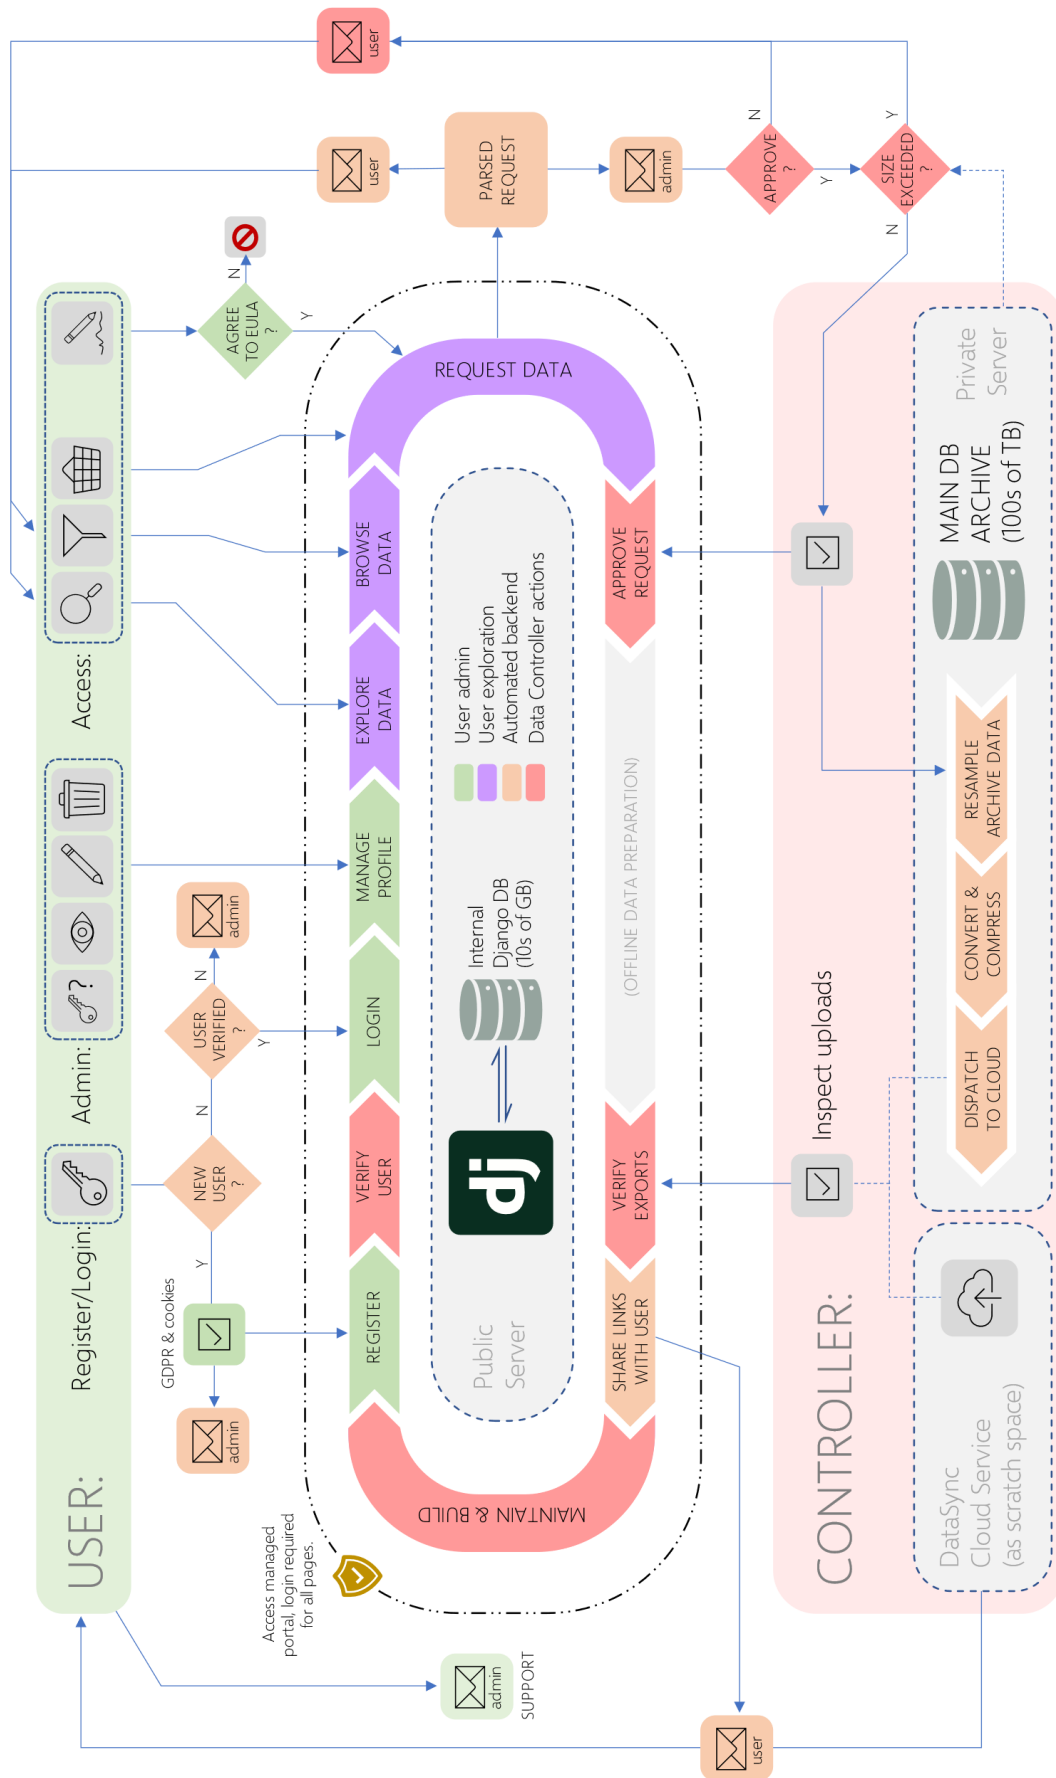 USER:
Register/Login:
Admin:
Access:
?
GDPR & cookies
admin
NEW
USER
?
Y
N
USER
VERIFIED
?
N
Y
admin
AGREE
TO EULA
?
N
Y
user
user
Access managed
portal, login required
for all pages.
admin
SUPPORT
MAINTAIN & BUILD
REGISTER
VERIFY
USER
LOGIN
MANAGE
PROFILE
EXPLORE
DATA
BROWSE
DATA
REQUEST DATA
PARSED
REQUEST
Public
Server
dj
Internal
Django DB
(10s of GB)
User admin
User exploration
Automated backend
Data Controller actions
SHARE LINKS
WITH USER
VERIFY
EXPORTS
(OFFLINE DATA PREPARATION)
APPROVE
REQUEST
admin
APPROVE
?
N
Y
SIZE
EXCEEDED
?
N
Y
user
CONTROLLER:
Inspect uploads
DataSync
Cloud Service
(as scratch space)
DISPATCH
TO CLOUD
CONVERT &
COMPRESS
RESAMPLE
ARCHIVE DATA
MAIN DB
ARCHIVE
(100s of TB)
Private
Server